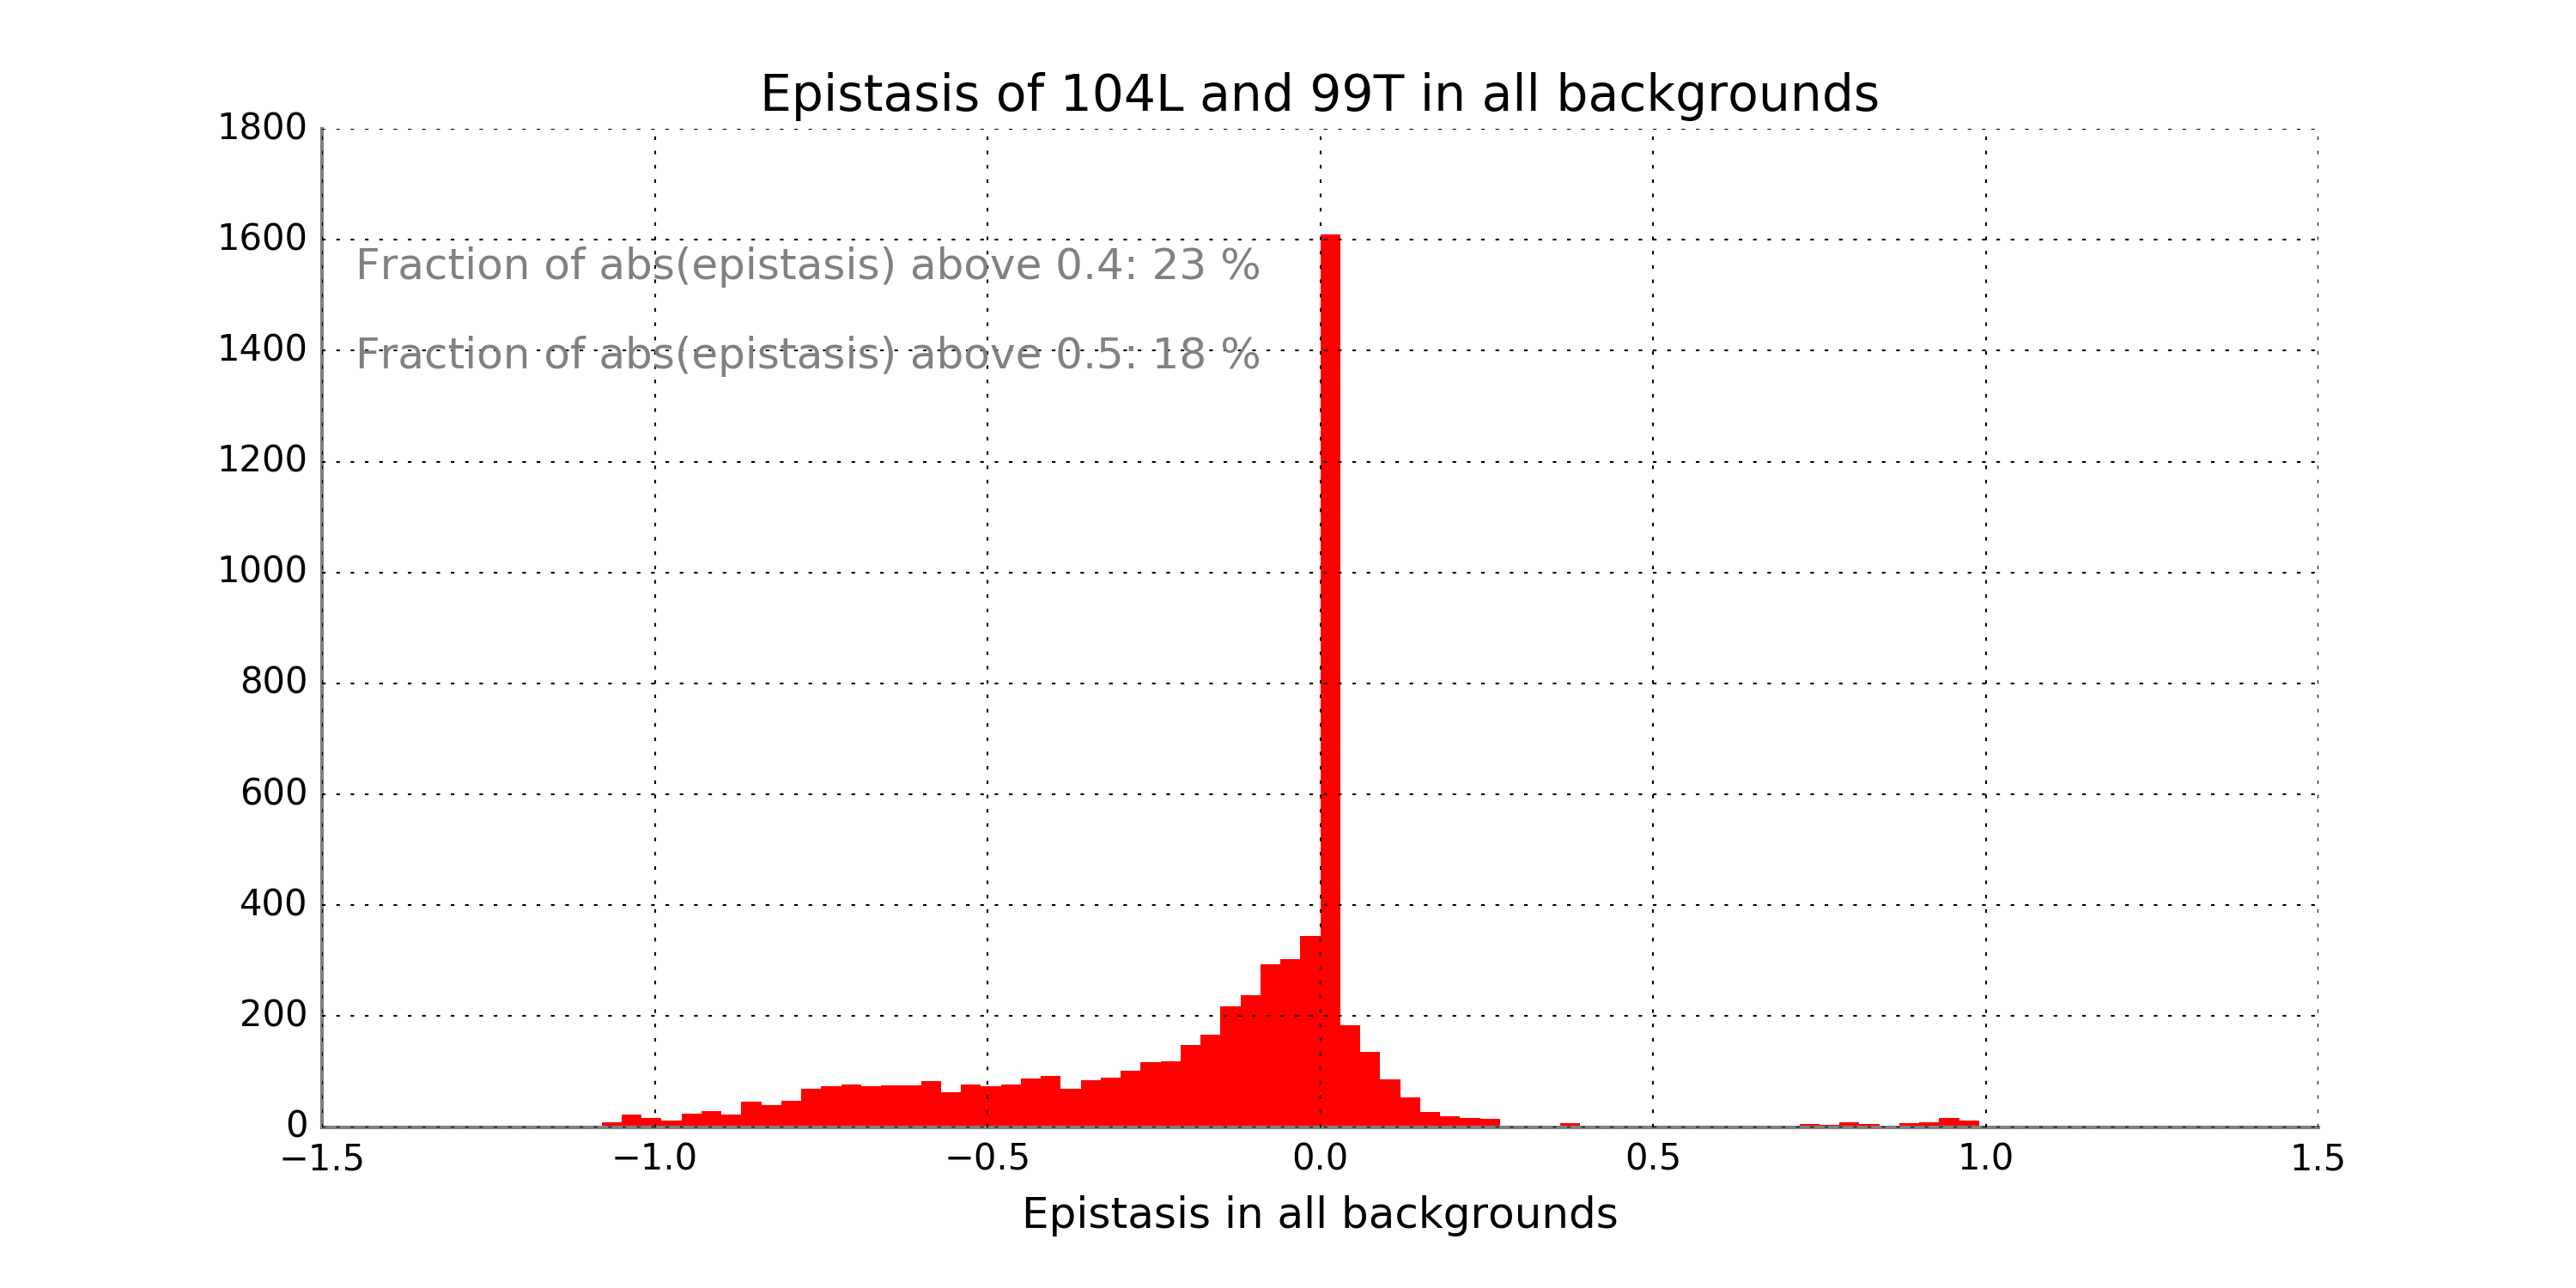 Epistasis of 104L and 99T in all backgrounds
1800
1600
Fraction of abs(epistasis) above 0.4: 23 %
1400
Fraction of abs(epistasis) above 0.5: 18 %
1200
1000
800
600
400
200
0
−1.5 −1.0 −0.5 0.0 0.5 1.0 1.5
Epistasis in all backgrounds